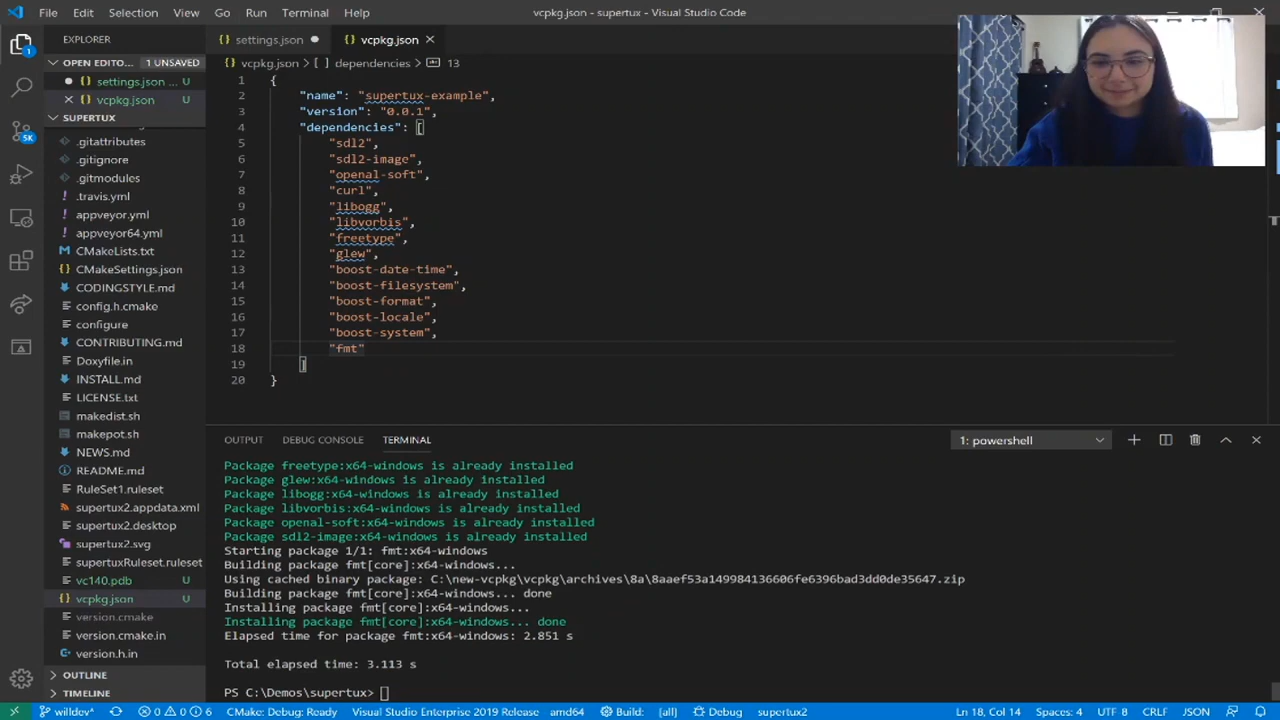 File Edit Selection View Go Run Terminal Help
vcpkg.json - supertux - Visual Studio Code
EXPLORER
OPEN EDITO... 1 UNSAVED
settings.json ... U
vcpkg.json U
SUPERTUX
.gitattributes
.gitignore
.gitmodules
.travis.yml
appveyor.yml
appveyor64.yml
CMakeLists.txt
CMakeSettings.json
CODINGSTYLE.md
config.h.cmake
configure
CONTRIBUTING.md
Doxyfile.in
INSTALL.md
LICENSE.txt
makedist.sh
makepot.sh
NEWS.md
README.md
RuleSet1.ruleset
supertux2.appdata.xml
supertux2.desktop
supertux2.svg
supertuxRuleset.ruleset
vc140.pdb U
vcpkg.json U
version.cmake
version.cmake.in
version.h.in
OUTLINE
TIMELINE
1
5K
settings.json
vcpkg.json
vcpkg.json > [ ] dependencies > 13
1 {
2 "name": "supertux-example",
3 "version": "0.0.1",
4 "dependencies": [
5 "sdl2",
6 "sdl2-image",
7 "openal-soft",
8 "curl",
9 "libogg",
10 "libvorbis",
11 "freetype",
12 "glew",
13 "boost-date-time",
14 "boost-filesystem",
15 "boost-format",
16 "boost-locale",
17 "boost-system",
18 "fmt"
19 ]
20 }
OUTPUT DEBUG CONSOLE TERMINAL
1: powershell
Package freetype:x64-windows is already installed
Package glew:x64-windows is already installed
Package libogg:x64-windows is already installed
Package libvorbis:x64-windows is already installed
Package openal-soft:x64-windows is already installed
Package sdl2-image:x64-windows is already installed
Starting package 1/1: fmt:x64-windows
Building package fmt[core]:x64-windows...
Using cached binary package: C:\new-vcpkg\vcpkg\archives\8a\8aaef53a149984136606fe6396bad3dd0de35647.zip
Building package fmt[core]:x64-windows... done
Installing package fmt[core]:x64-windows...
Installing package fmt[core]:x64-windows... done
Elapsed time for package fmt:x64-windows: 2.851 s
Total elapsed time: 3.113 s
PS C:\Demos\supertux>
willdev* 0 0 6 CMake: Debug: Ready Visual Studio Enterprise 2019 Release amd64 Build: [all] Debug supertux2 Ln 18, Col 14 Spaces: 4 UTF-8 CRLF JSON